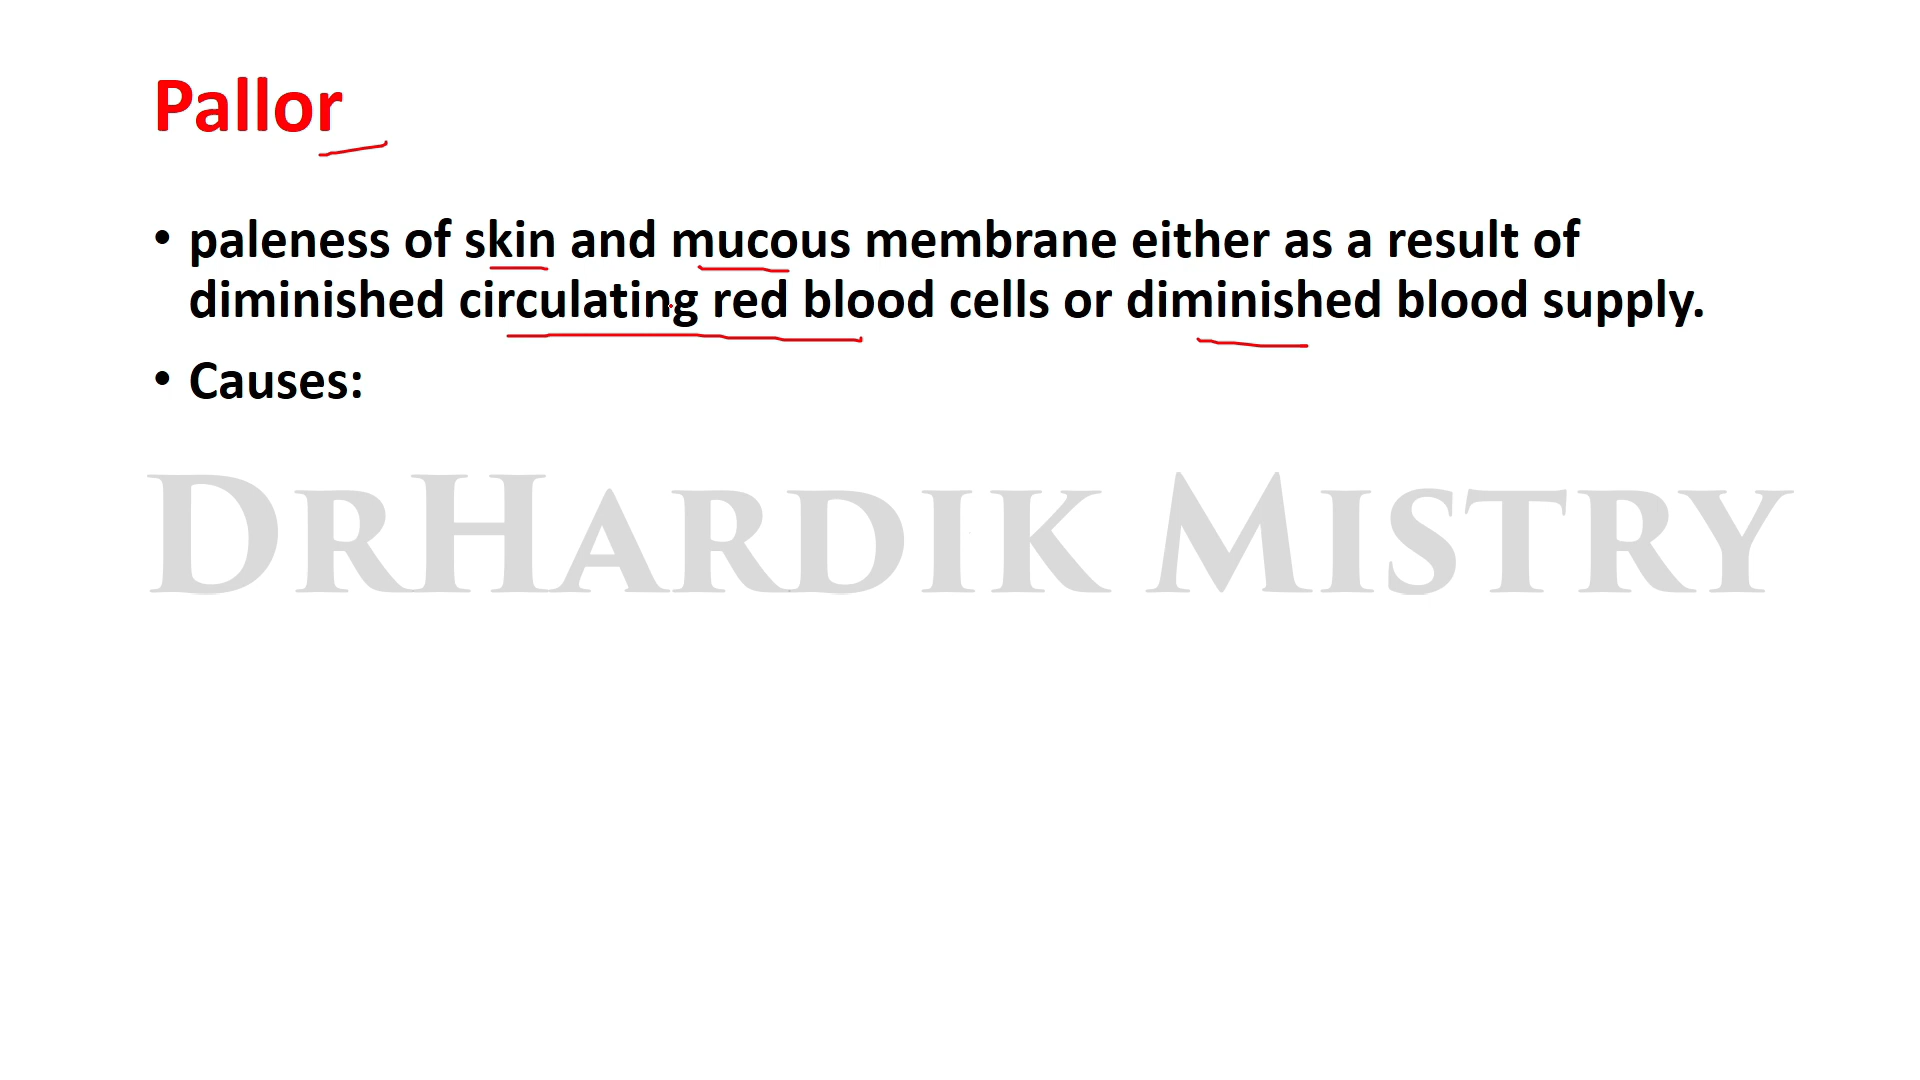 Pallor
• paleness of skin and mucous membrane either as a result of
diminished circulating red blood cells or diminished blood supply.
• Causes:
DrHardik Mistry